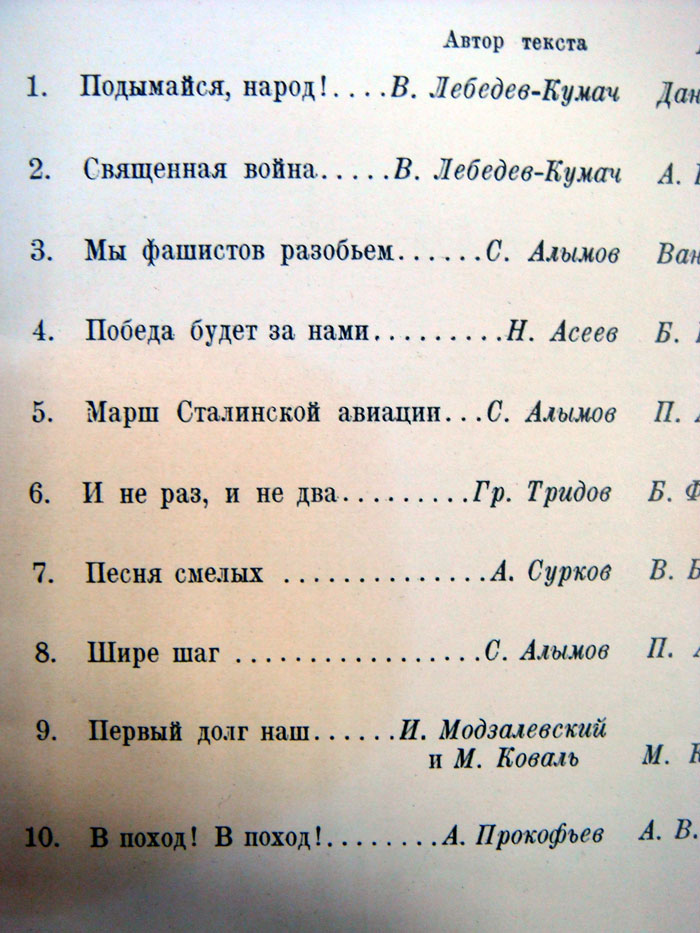 Автор текста
1. Подымайся, народ!....В. Лебедев-Кумач
2. Священная война.....В. Лебедев-Кумач А.
3. Мы фашистов разобьем......С. Алымов
4. Победа будет за нами.........Н. Асеев Б.
5. Марш Сталинской авиации...С. Алымов П.
6. И не раз, и не два.........Гр. Тридов Б.
7. Песня смелых ..............А. Сурков В.
8. Шире шаг .................С. Алымов П.
9. Первый долг наш......И. Модзалевский
и М. Коваль М.
10. В поход! В поход!........А. Прокофьев А. В.